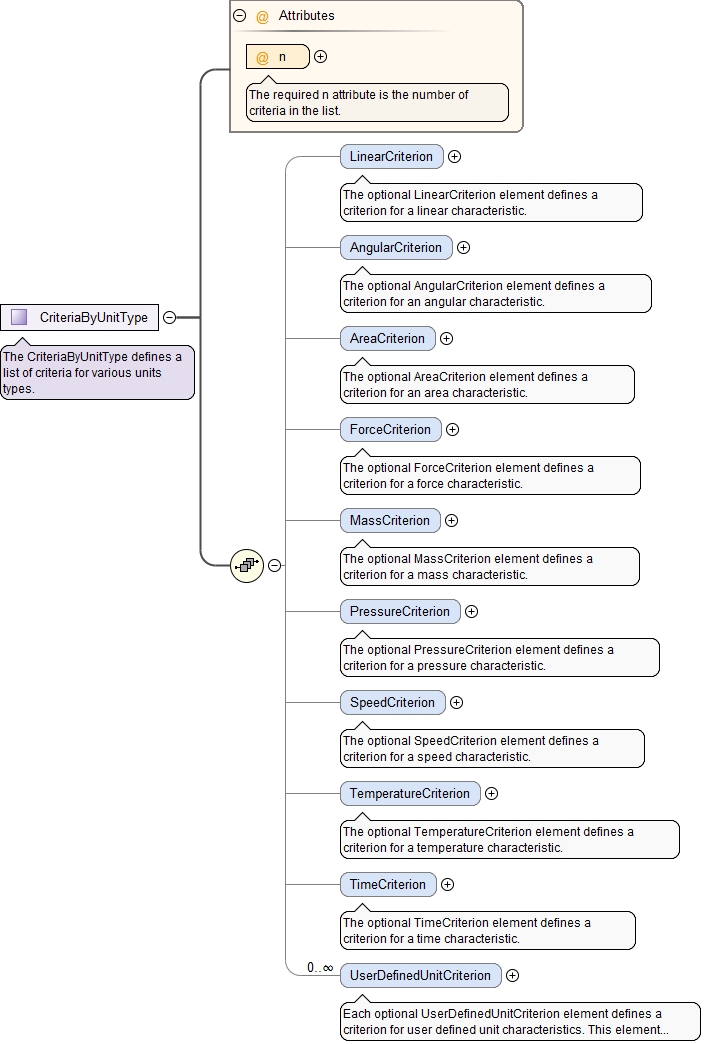 @ Attributes
@ n
The required n attribute is the number of
criteria in the list.
LinearCriterion
The optional LinearCriterion element defines a
criterion for a linear characteristic.
AngularCriterion
The optional AngularCriterion element defines a
criterion for an angular characteristic.
CriteriaByUnitType
The CriteriaByUnitType defines a
list of criteria for various units
types.
AreaCriterion
The optional AreaCriterion element defines a
criterion for an area characteristic.
ForceCriterion
The optional ForceCriterion element defines a
criterion for a force characteristic.
MassCriterion
The optional MassCriterion element defines a
criterion for a mass characteristic.
PressureCriterion
The optional PressureCriterion element defines a
criterion for a pressure characteristic.
SpeedCriterion
The optional SpeedCriterion element defines a
criterion for a speed characteristic.
TemperatureCriterion
The optional TemperatureCriterion element defines a
criterion for a temperature characteristic.
TimeCriterion
The optional TimeCriterion element defines a
criterion for a time characteristic.
0..∞ UserDefinedUnitCriterion
Each optional UserDefinedUnitCriterion element defines a
criterion for user defined unit characteristics. This element...